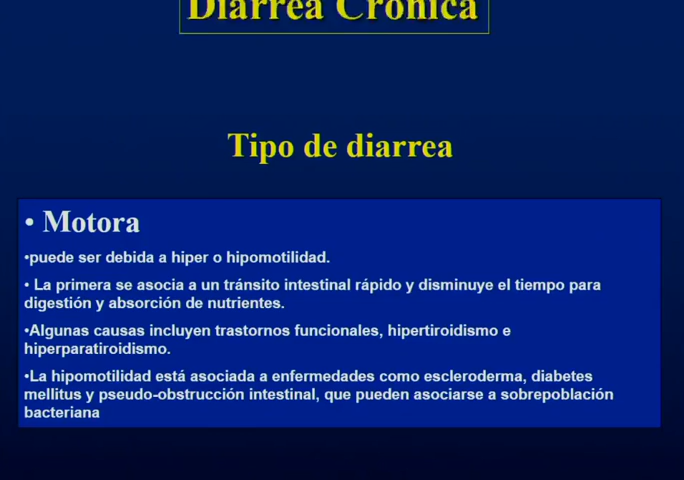 Diarrea Crónica
Tipo de diarrea
• Motora
•puede ser debida a hiper o hipomotilidad.
• La primera se asocia a un tránsito intestinal rápido y disminuye el tiempo para
digestión y absorción de nutrientes.
•Algunas causas incluyen trastornos funcionales, hipertiroidismo e
hiperparatiroidismo.
•La hipomotilidad está asociada a enfermedades como escleroderma, diabetes
mellitus y pseudo-obstrucción intestinal, que pueden asociarse a sobrepoblación
bacteriana